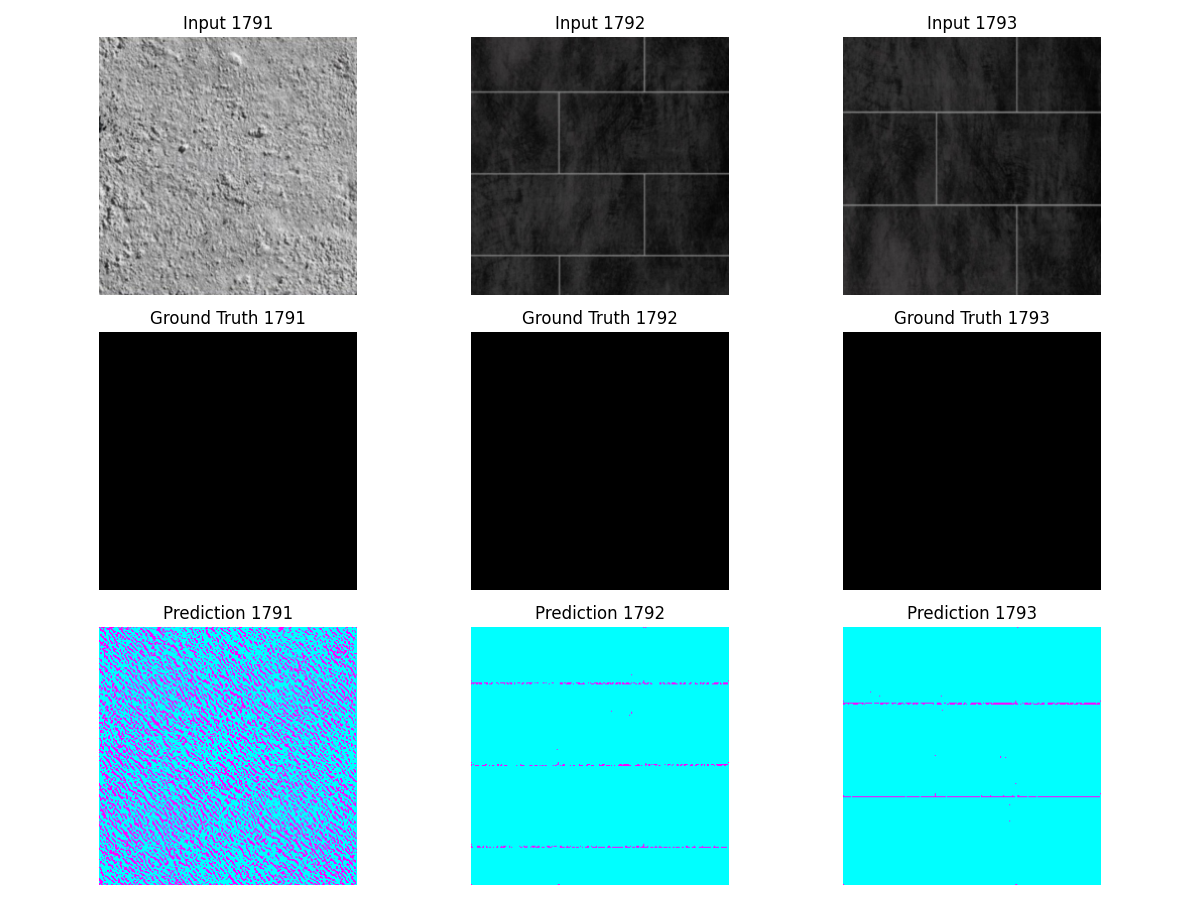 Input 1791
Input 1792
Input 1793
Ground Truth 1791
Ground Truth 1792
Ground Truth 1793
Prediction 1791
Prediction 1792
Prediction 1793